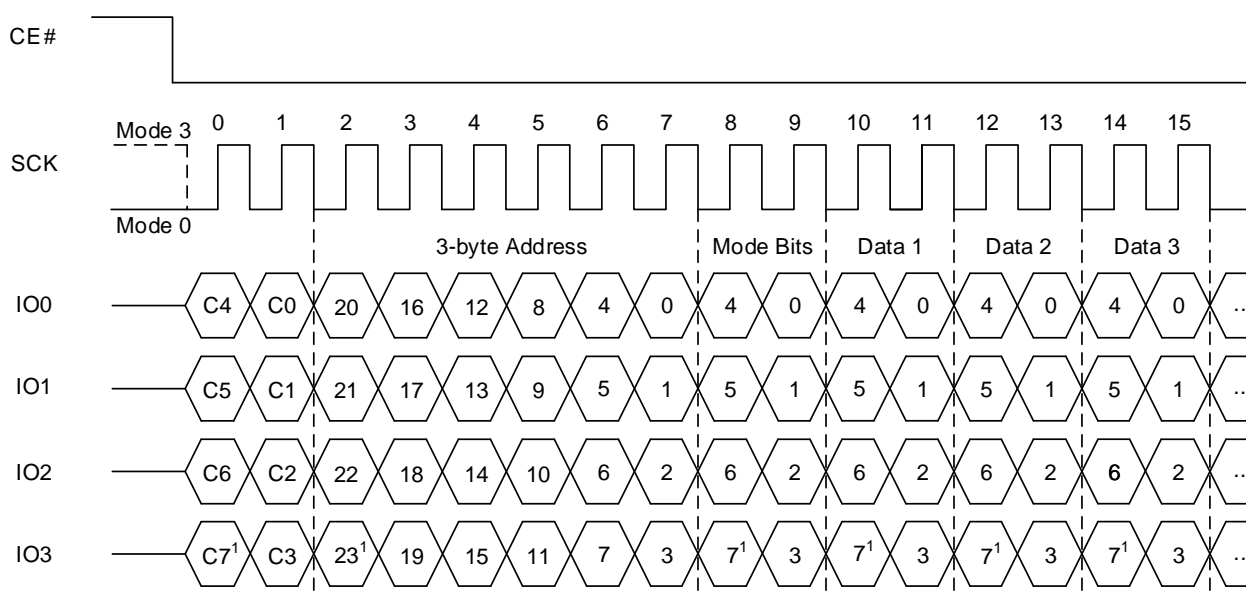 CE#
Mode 3 0 1 2 3 4 5 6 7 8 9 10 11 12 13 14 15
SCK
Mode 0
3-byte Address Mode Bits Data 1 Data 2 Data 3
IO0 C4 C0 20 16 12 8 4 0 4 0 4 0 4 0 4 0 ..
IO1 C5 C1 21 17 13 9 5 1 5 1 5 1 5 1 5 1 ..
IO2 C6 C2 22 18 14 10 6 2 6 2 6 2 6 2 6 2 ..
IO3 C7¹ C3 23¹ 19 15 11 7 3 7¹ 3 7¹ 3 7¹ 3 7¹ 3 ..